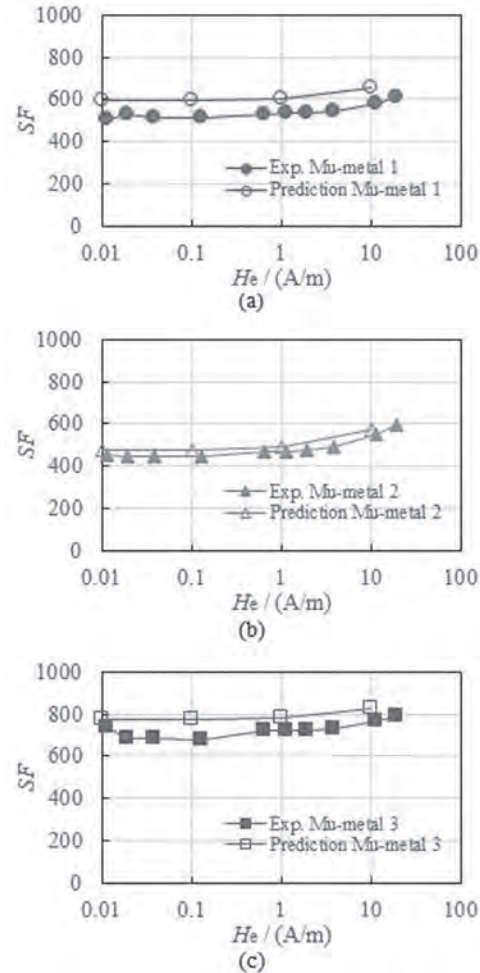 1000
800
600
400
200
0
SF
Exp. Mu-metal 1
Prediction Mu-metal 1
0.01 0.1 1 10 100
He / (A/m)
(a)
1000
800
600
400
200
0
SF
Exp. Mu-metal 2
Prediction Mu-metal 2
0.01 0.1 1 10 100
He / (A/m)
(b)
1000
800
600
400
200
0
SF
Exp. Mu-metal 3
Prediction Mu-metal 3
0.01 0.1 1 10 100
He / (A/m)
(c)